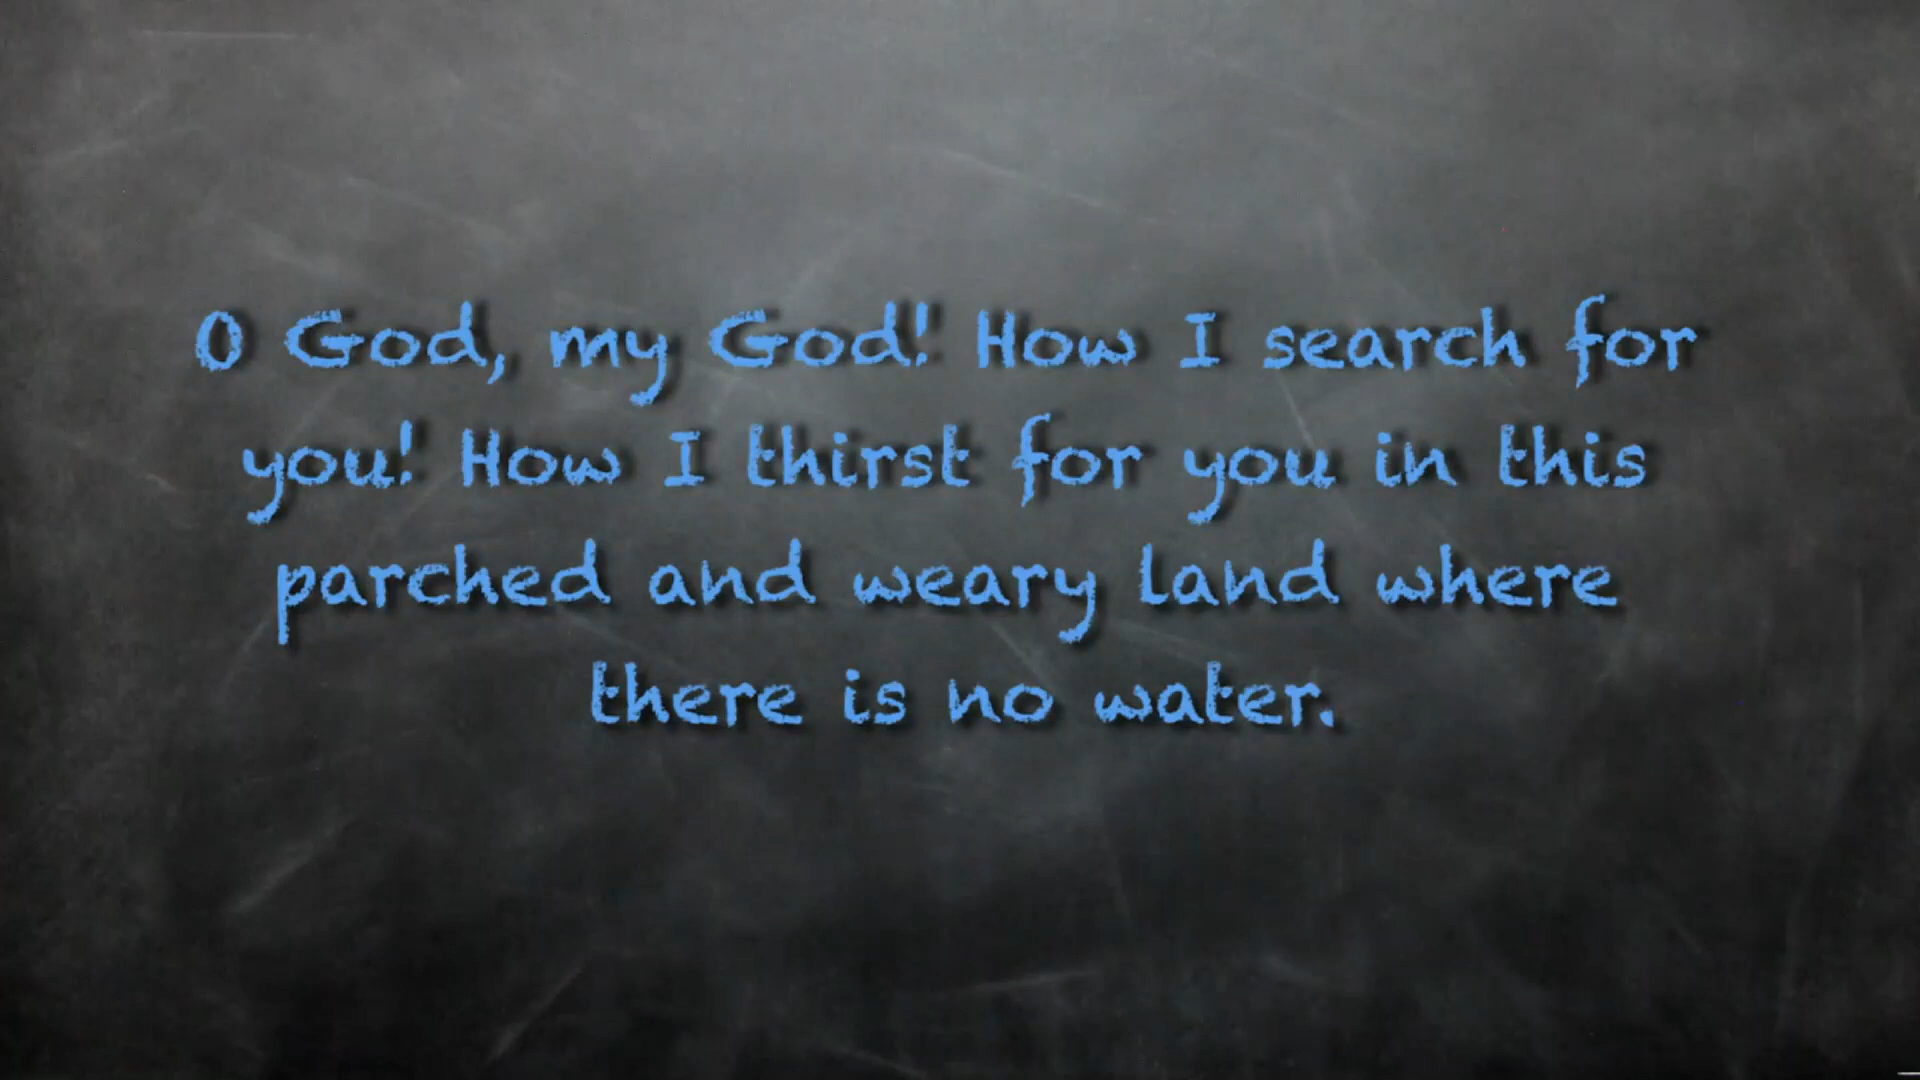 O God, my God! How I search for
you! How I thirst for you in this
parched and weary land where
there is no water.